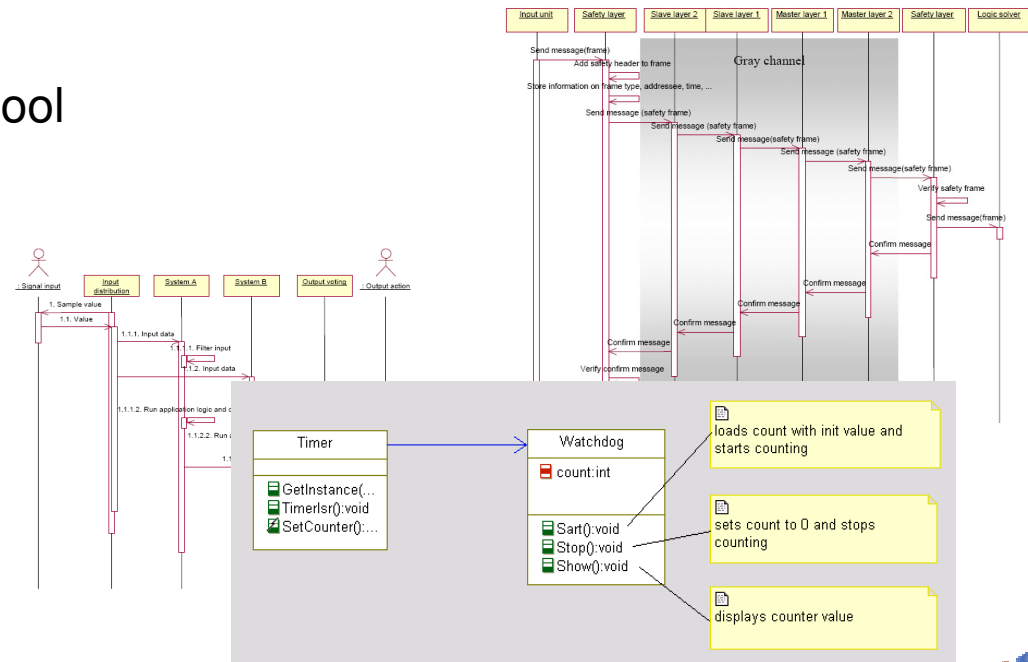 ool
Input unit
Safety layer
Slave layer 2
Slave layer 1
Master layer 1
Master layer 2
Safety layer
Logic solver
Gray channel
Send message(frame)
Add safety header to frame
Store information on frame type, addressee, time, ...
Send message (safety frame)
Send message (safety frame)
Send message(safety frame)
Send message (safety frame)
Send message(safety frame)
Verify safety frame
Send message(frame)
Confirm message
Confirm message
Confirm message
Confirm message
Confirm message
Verify confirm message
: Signal input
Input
distribution
System A
System B
Output voting
: Output action
1. Sample value
1.1. Value
1.1.1. Input data
1.1.1.1. Filter input
1.1.2. Input data
1.1.1.2. Run application logic and
1.1.2.2. Run
Timer
GetInstance(...
TimerIsr():void
SetCounter():...
Watchdog
count:int
Sart():void
Stop():void
Show():void
loads count with init value and
starts counting
sets count to 0 and stops
counting
displays counter value